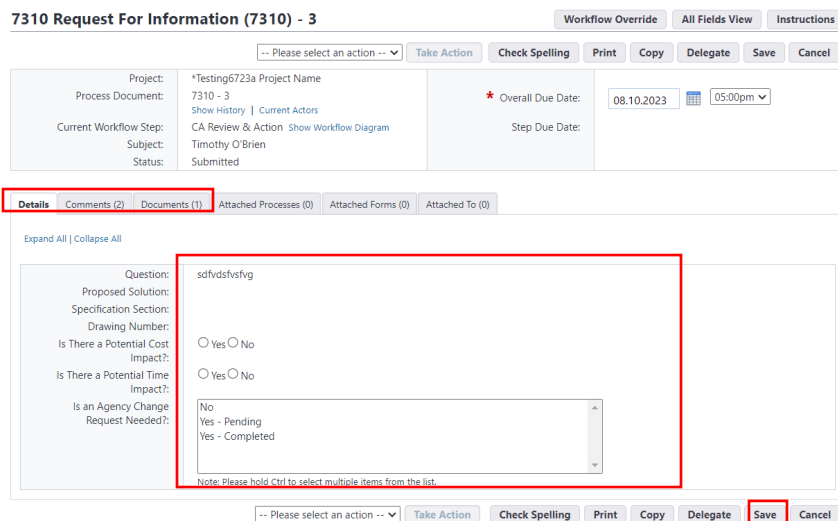 7310 Request For Information (7310) - 3
Workflow Override All Fields View Instructions
-- Please select an action -- Take Action Check Spelling Print Copy Delegate Save Cancel
Project: *Testing6723a Project Name
Process Document: 7310 - 3
Show History | Current Actors
* Overall Due Date: 08.10.2023 05:00pm
Current Workflow Step: CA Review & Action Show Workflow Diagram
Step Due Date:
Subject: Timothy O'Brien
Status: Submitted
Details Comments (2) Documents (1) Attached Processes (0) Attached Forms (0) Attached To (0)
Expand All | Collapse All
Question: sdfvdsfvsfvg
Proposed Solution:
Specification Section:
Drawing Number:
Is There a Potential Cost
Impact?: Yes No
Is There a Potential Time
Impact?: Yes No
Is an Agency Change
Request Needed?:
No
Yes - Pending
Yes - Completed
Note: Please hold Ctrl to select multiple items from the list.
-- Please select an action -- Take Action Check Spelling Print Copy Delegate Save Cancel